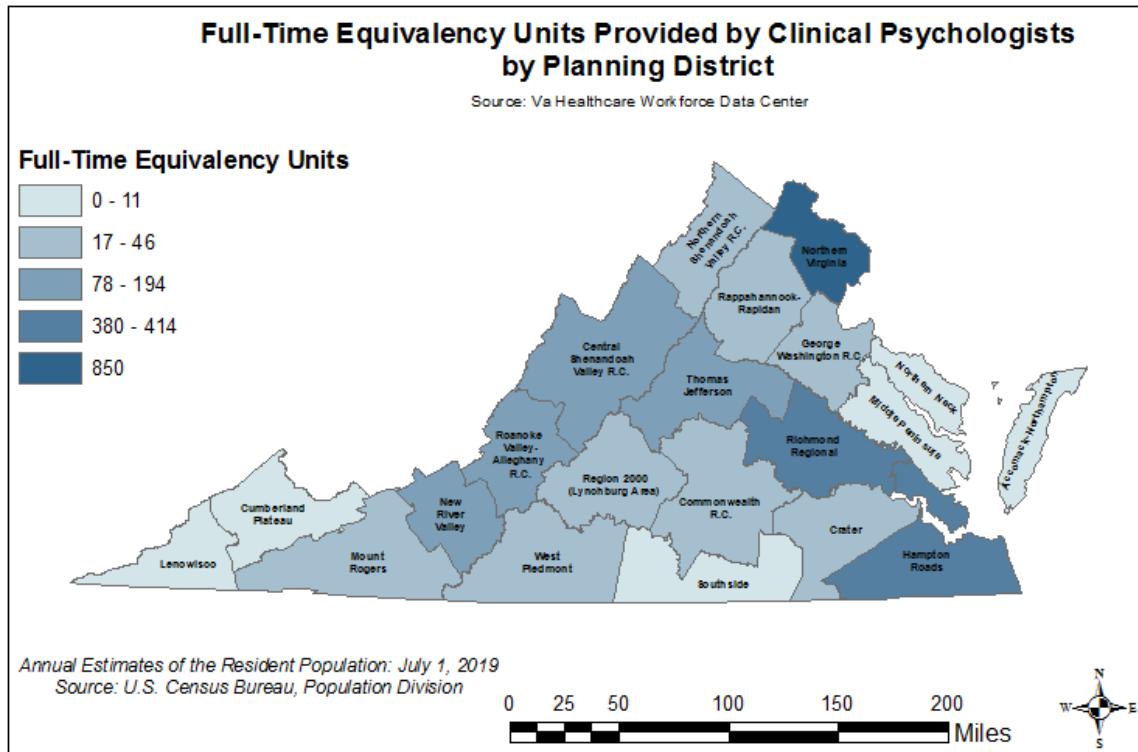 Full-Time Equivalency Units Provided by Clinical Psychologists
by Planning District
Source: Va Healthcare Workforce Data Center
Full-Time Equivalency Units
0 - 11
17 - 46
78 - 194
380 - 414
850
Northern
Shenandoah
Valley R.C.
Northern
Virginia
Rappahannock-
Rapidan
Central
Shenandoah
Valley R.C.
George
Washington R.C.
Northern Neck
Thomas
Jefferson
Middle Peninsula
Accomack-Northampton
Roanoke
Valley-
Alleghany
R.C.
Richmond
Regional
Region 2000
(Lynchburg Area)
Commonwealth
R.C.
Cumberland
Plateau
New
River
Valley
Crater
Lenowisco
Mount
Rogers
West
Piedmont
Southside
Hampton
Roads
Annual Estimates of the Resident Population: July 1, 2019
Source: U.S. Census Bureau, Population Division
0 25 50 100 150 200
Miles
N
W E
S